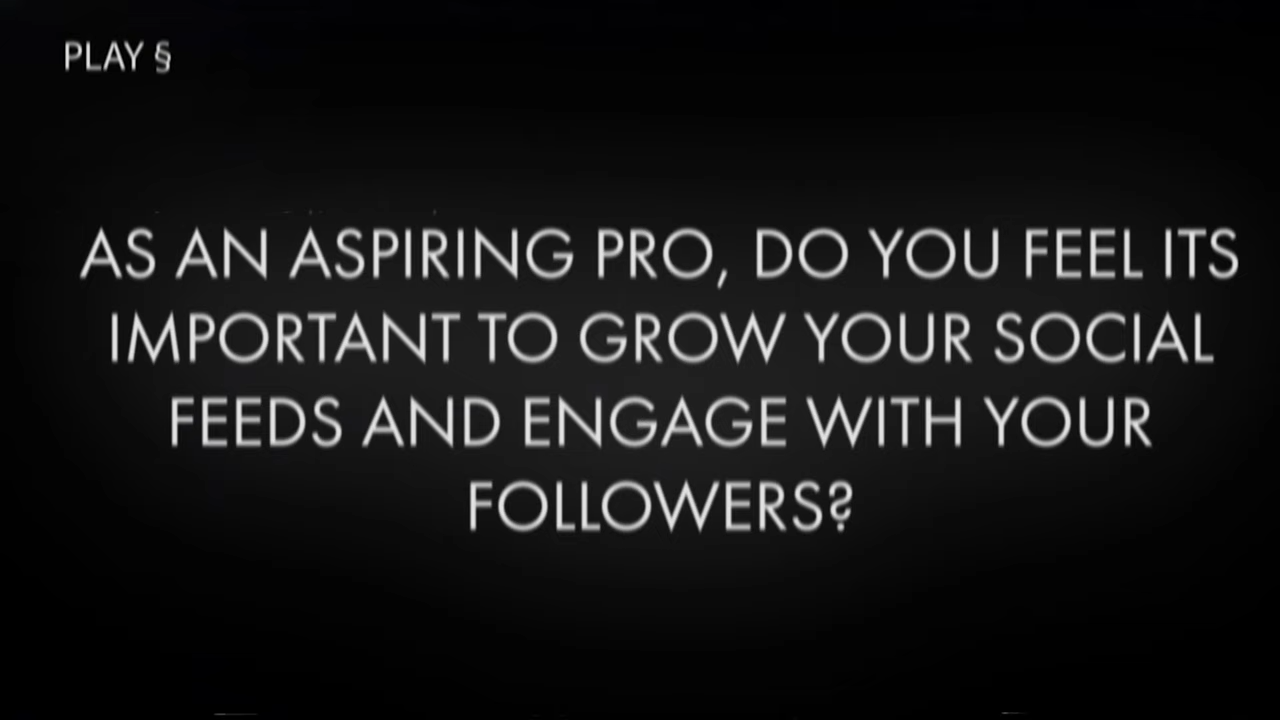 PLAY §
AS AN ASPIRING PRO, DO YOU FEEL ITS
IMPORTANT TO GROW YOUR SOCIAL
FEEDS AND ENGAGE WITH YOUR
FOLLOWERS?